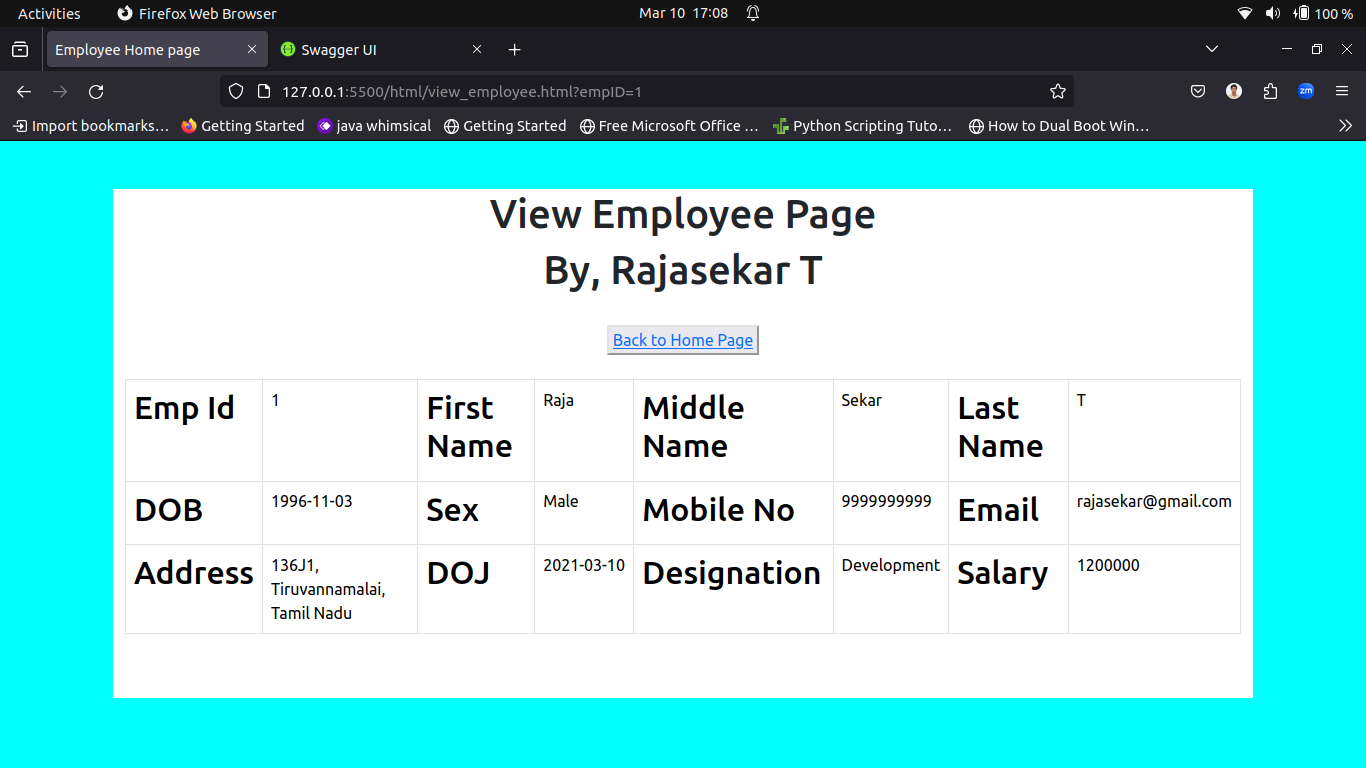 Activities Firefox Web Browser Mar 10 17:08 100 %
Employee Home page Swagger UI
127.0.0.1:5500/html/view_employee.html?empID=1 zm
Import bookmarks... Getting Started java whimsical Getting Started Free Microsoft Office ... Python Scripting Tuto... How to Dual Boot Win...
View Employee Page
By, Rajasekar T
Back to Home Page
Emp Id 1 First Name Raja Middle Name Sekar Last Name T
DOB 1996-11-03 Sex Male Mobile No 9999999999 Email rajasekar@gmail.com
Address 136J1, Tiruvannamalai, Tamil Nadu DOJ 2021-03-10 Designation Development Salary 1200000